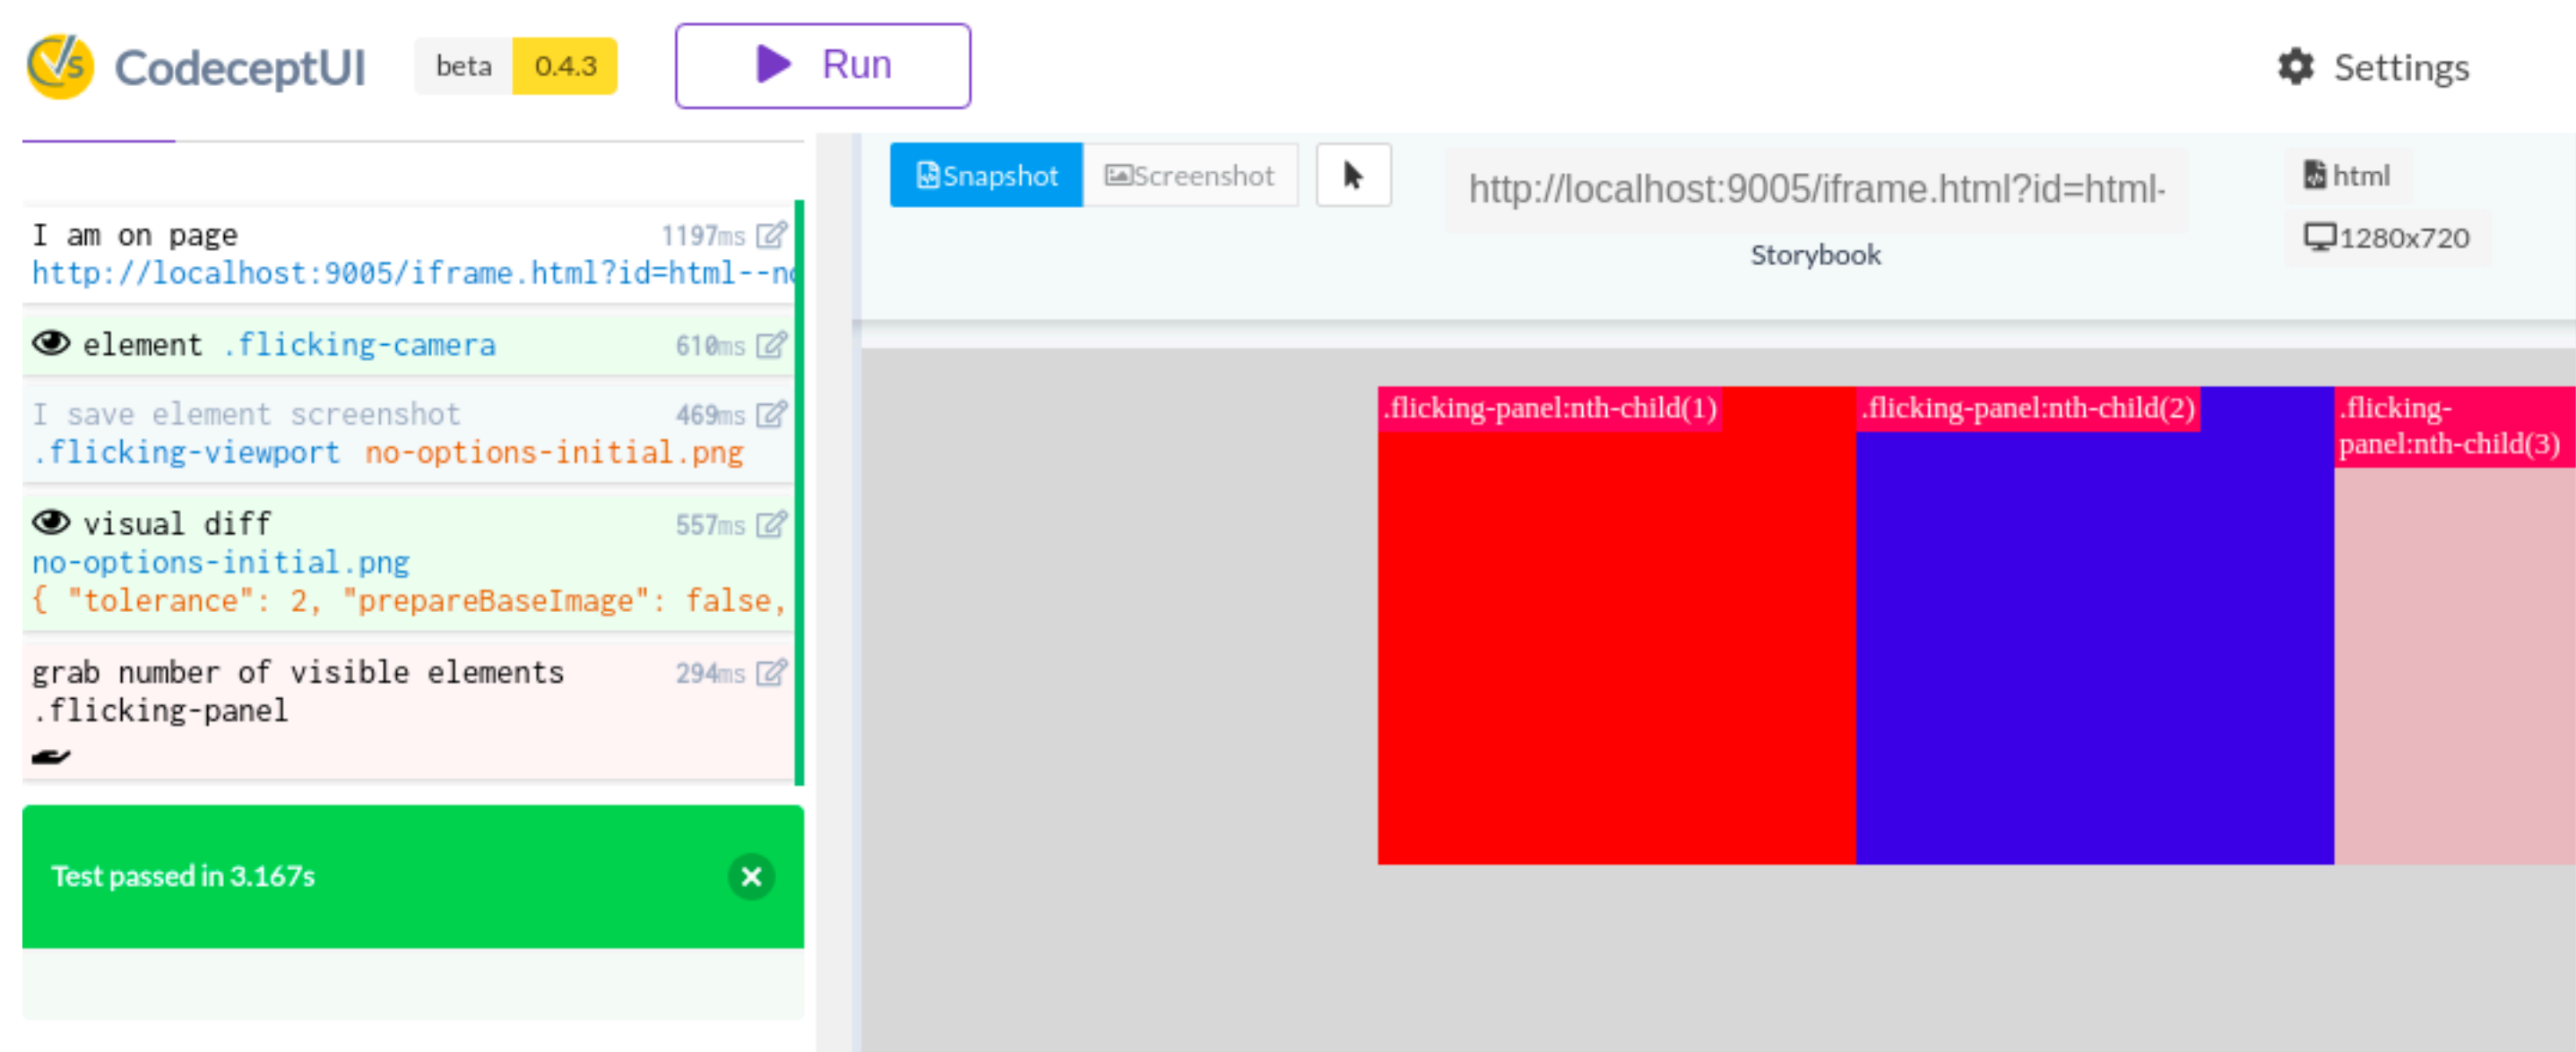 CodeceptUI
beta 0.4.3
Run
Settings
I am on page 1197ms
http://localhost:9005/iframe.html?id=html--no
element .flicking-camera 610ms
I save element screenshot 469ms
.flicking-viewport no-options-initial.png
visual diff 557ms
no-options-initial.png
{ "tolerance": 2, "prepareBaseImage": false,
grab number of visible elements 294ms
.flicking-panel
Test passed in 3.167s
Snapshot Screenshot
http://localhost:9005/iframe.html?id=html-
Storybook
html
1280x720
.flicking-panel:nth-child(1)
.flicking-panel:nth-child(2)
.flicking-
panel:nth-child(3)